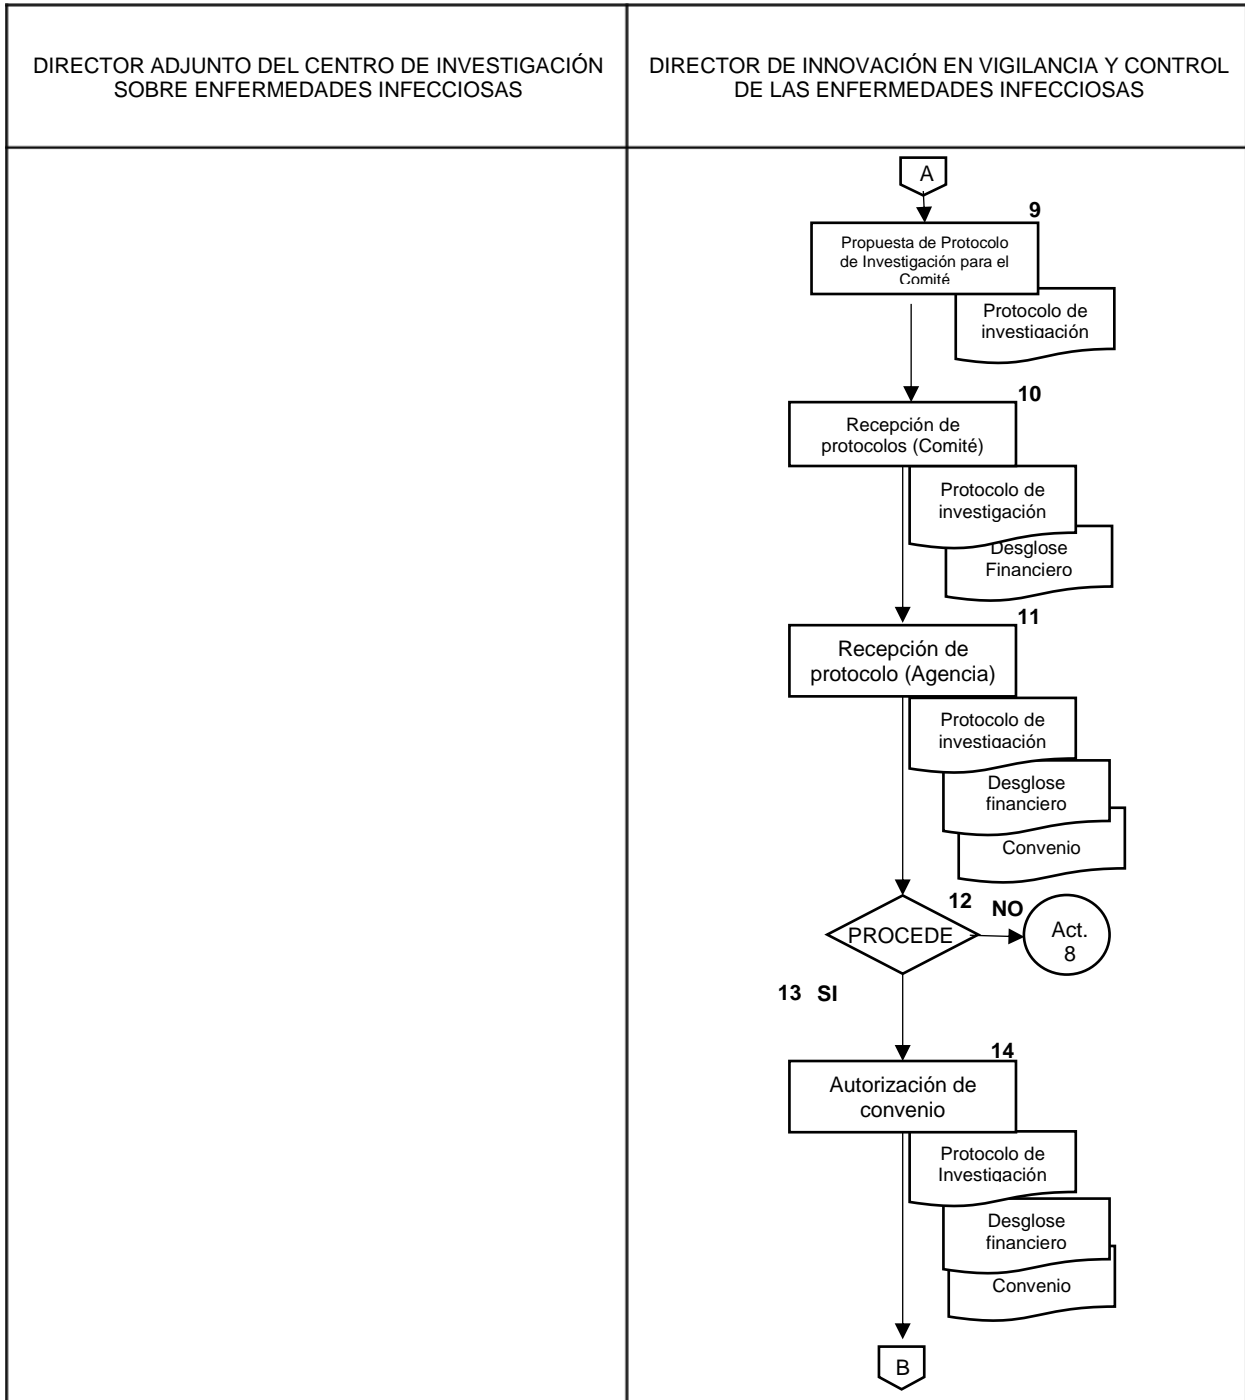 DIRECTOR ADJUNTO DEL CENTRO DE INVESTIGACIÓN
SOBRE ENFERMEDADES INFECCIOSAS
DIRECTOR DE INNOVACIÓN EN VIGILANCIA Y CONTROL
DE LAS ENFERMEDADES INFECCIOSAS
A
9
Propuesta de Protocolo
de Investigación para el
Comité
Protocolo de
investigación
10
Recepción de
protocolos (Comité)
Protocolo de
investigación
Desglose
Financiero
11
Recepción de
protocolo (Agencia)
Protocolo de
investigación
Desglose
financiero
Convenio
12
NO
PROCEDE
Act.
8
13 SI
14
Autorización de
convenio
Protocolo de
Investigación
Desglose
financiero
Convenio
B